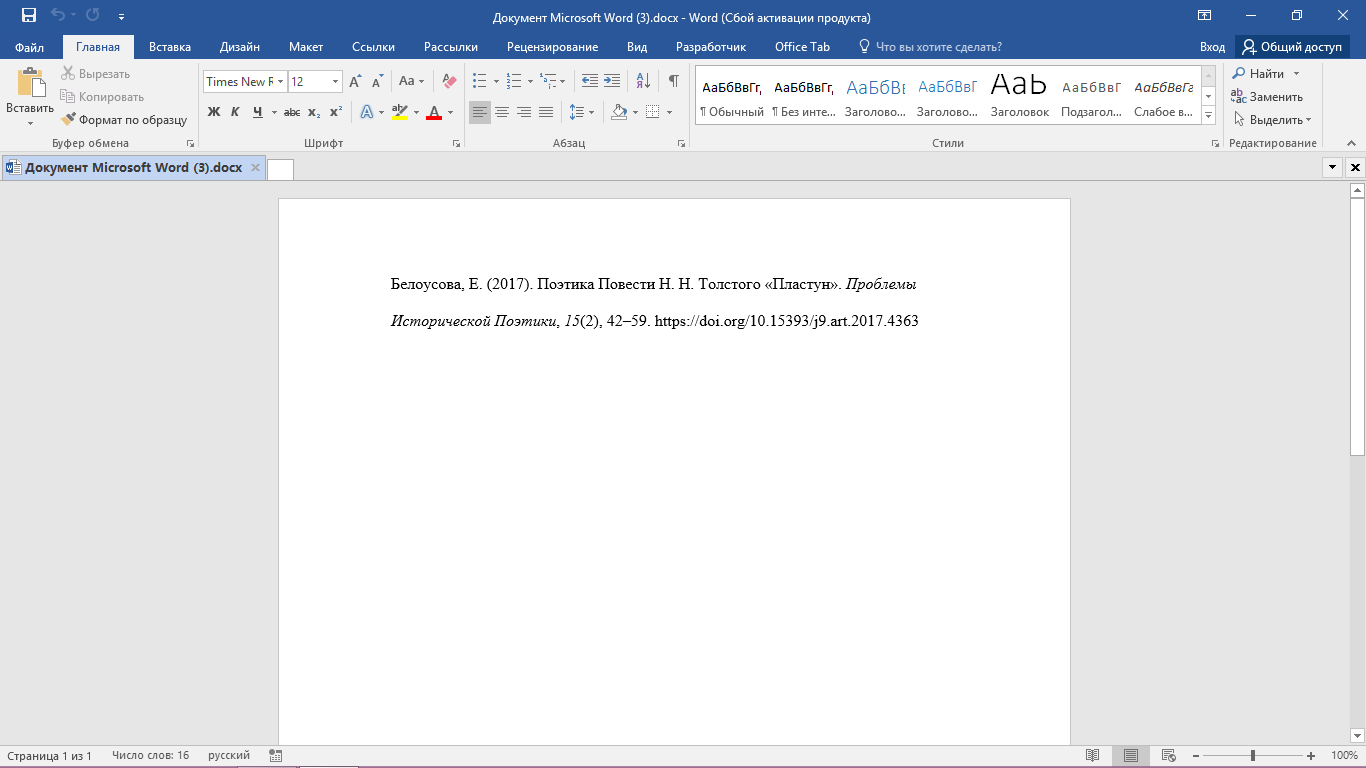 Документ Microsoft Word (3).docx - Word (Сбой активации продукта)
Файл Главная Вставка Дизайн Макет Ссылки Рассылки Рецензирование Вид Разработчик Office Tab Что вы хотите сделать? Вход Общий доступ
Вставить
Вырезать
Копировать
Формат по образцу
Буфер обмена
Times New R 12
Аа
Ж К Ч abc x₂ x²
Шрифт
Абзац
АаБбВвГг, АаБбВвГг, АаБбВ АаБбВвГ АаЬ АаБбВвГ АаБбВвГг
¶ Обычный ¶ Без инте... Заголово... Заголово... Заголовок Подзагол... Слабое в...
Стили
Найти
Заменить
Выделить
Редактирование
Документ Microsoft Word (3).docx
Белоусова, Е. (2017). Поэтика Повести Н. Н. Толстого «Пластун». Проблемы
Исторической Поэтики, 15(2), 42–59. https://doi.org/10.15393/j9.art.2017.4363
Страница 1 из 1 Число слов: 16 русский 100%